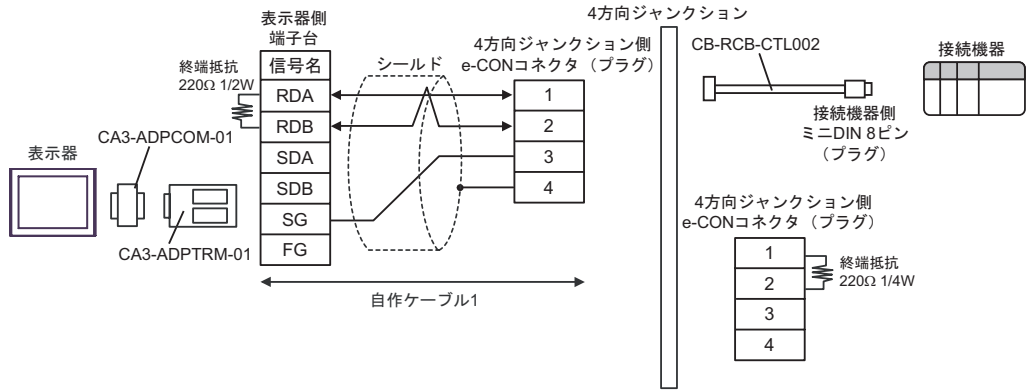 4方向ジャンクション
表示器側
端子台
4方向ジャンクション側
e-CONコネクタ（プラグ）
CB-RCB-CTL002
接続機器
終端抵抗
220Ω 1/2W
信号名
シールド
RDA
1
RDB
2
SDA
3
SDB
4
SG
FG
接続機器側
ミニDIN 8ピン
（プラグ）
CA3-ADPCOM-01
表示器
CA3-ADPTRM-01
自作ケーブル1
4方向ジャンクション側
e-CONコネクタ（プラグ）
1
2
3
4
終端抵抗
220Ω 1/4W